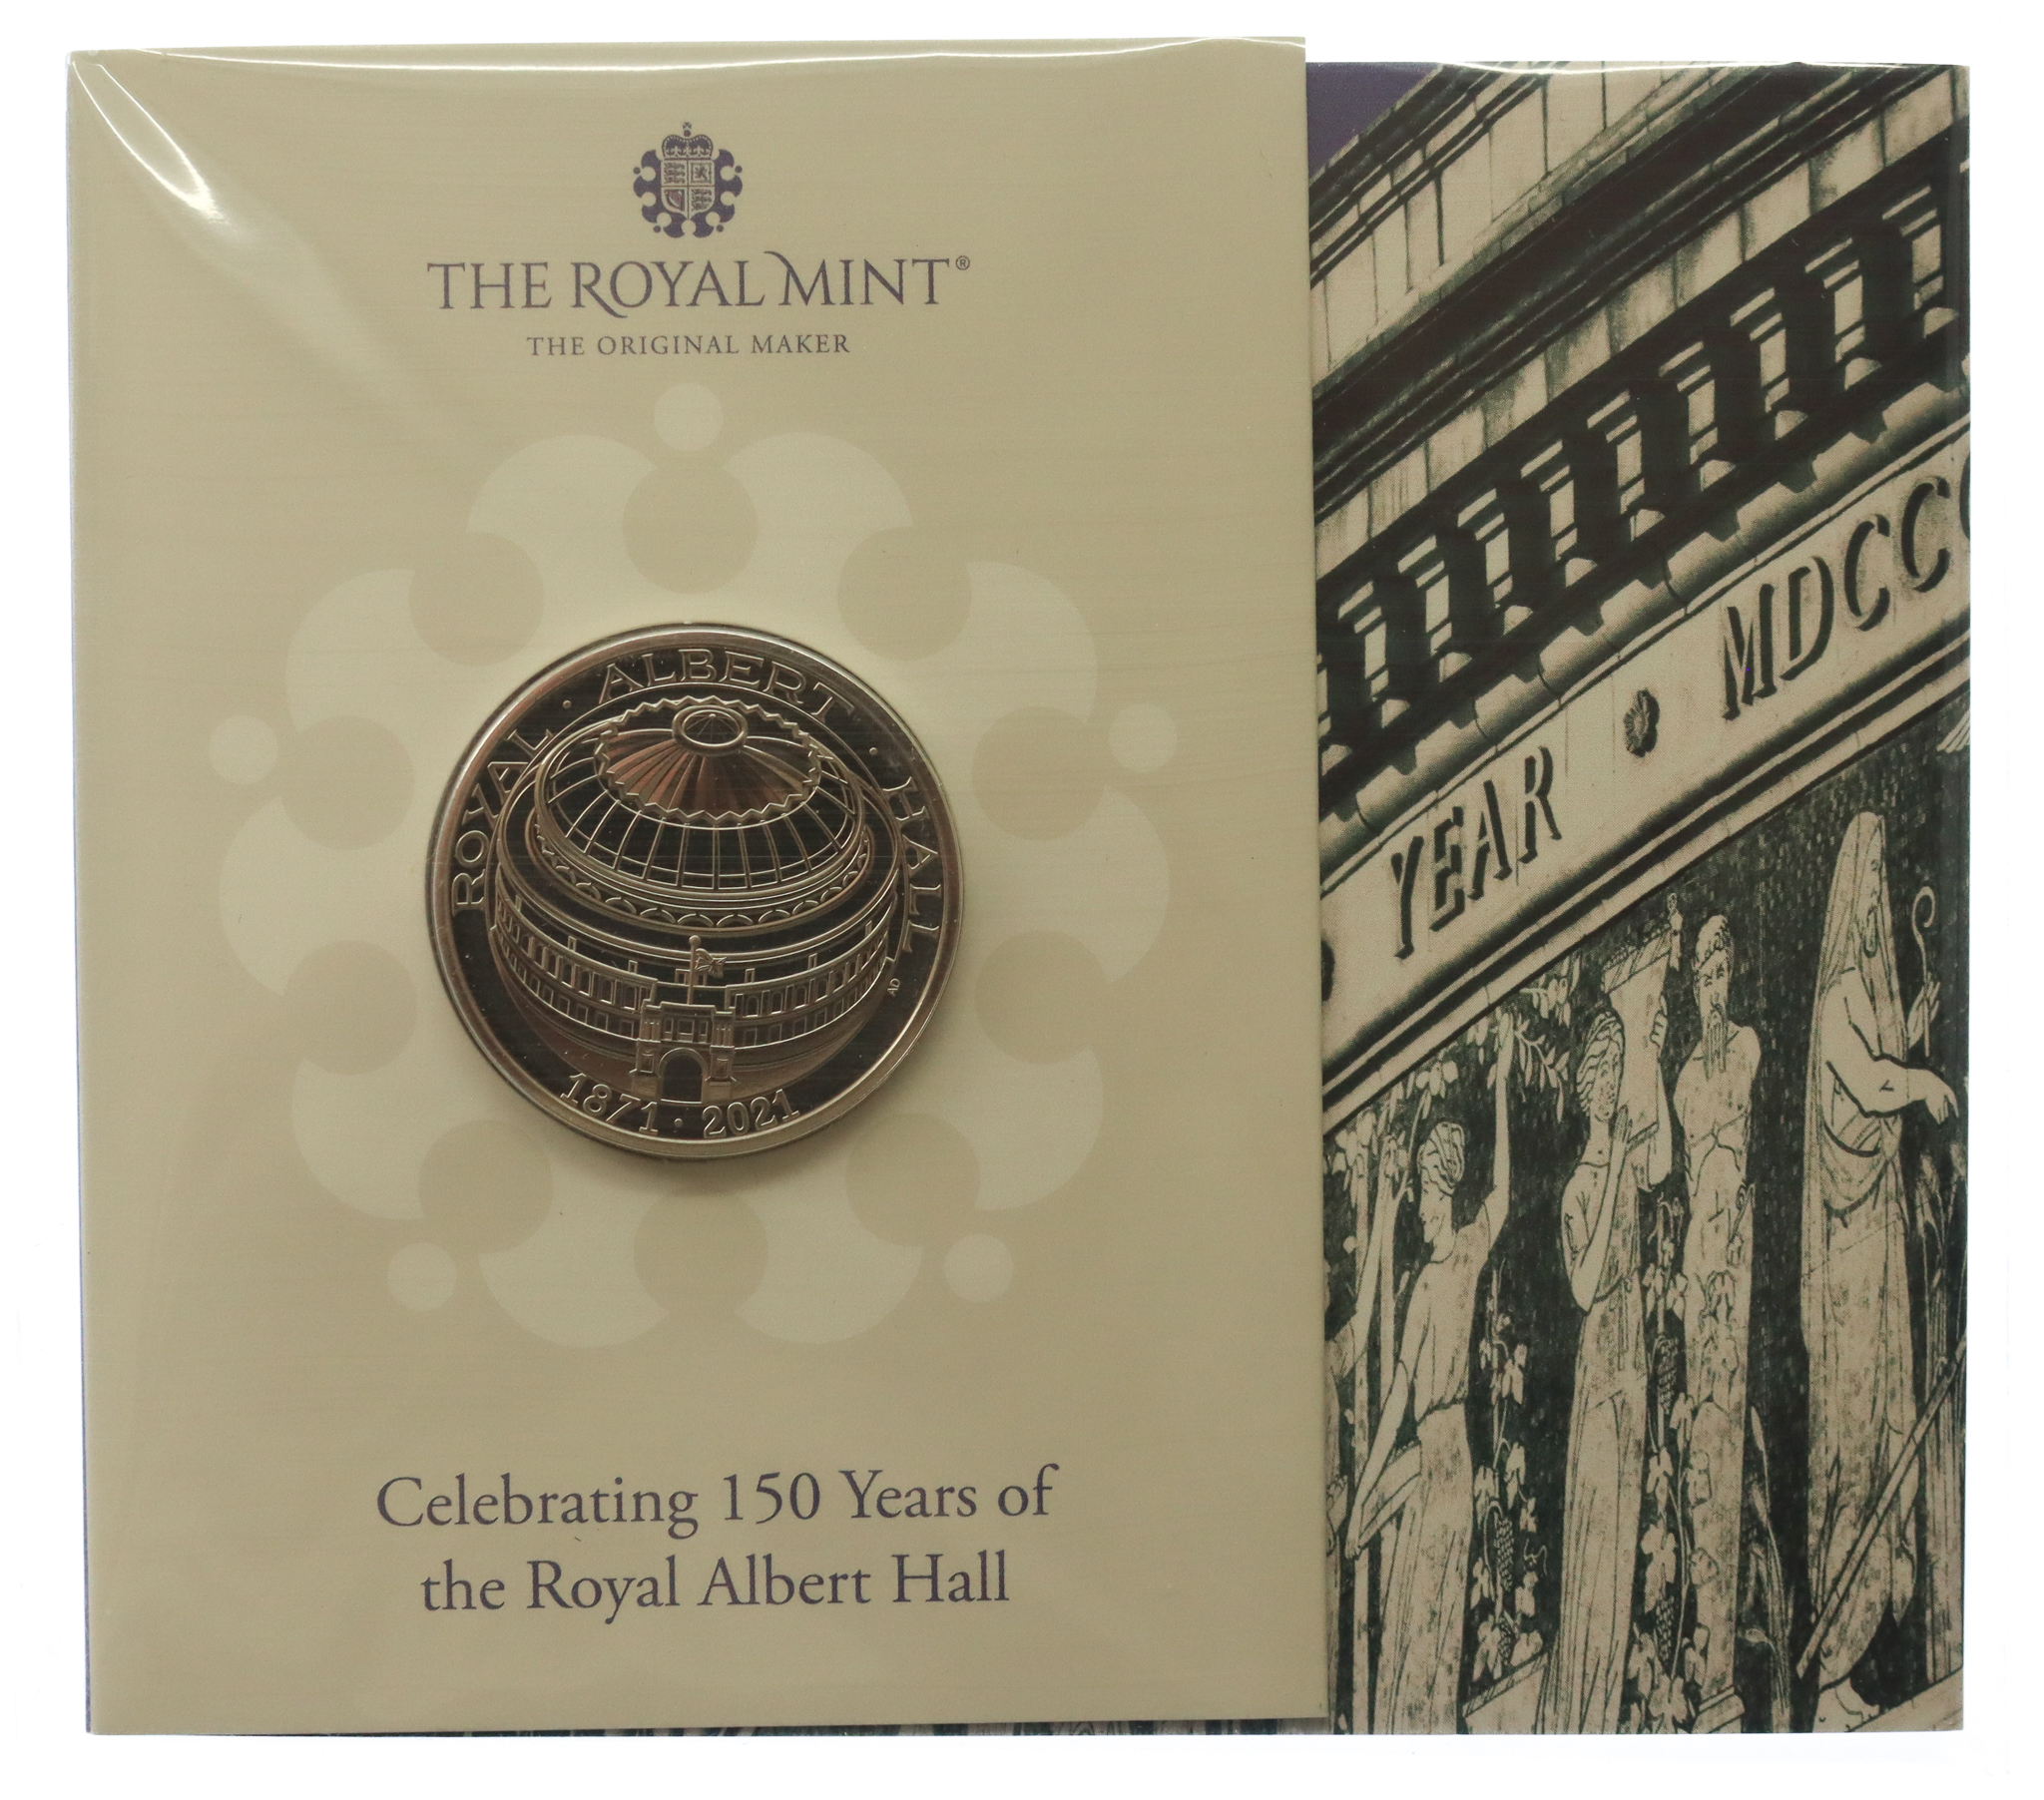 THE ROYAL MINT®
THE ORIGINAL MAKER
ROYAL · ALBERT · HALL
AD
1871 · 2021
Celebrating 150 Years of
the Royal Albert Hall
YEAR • MDCCC